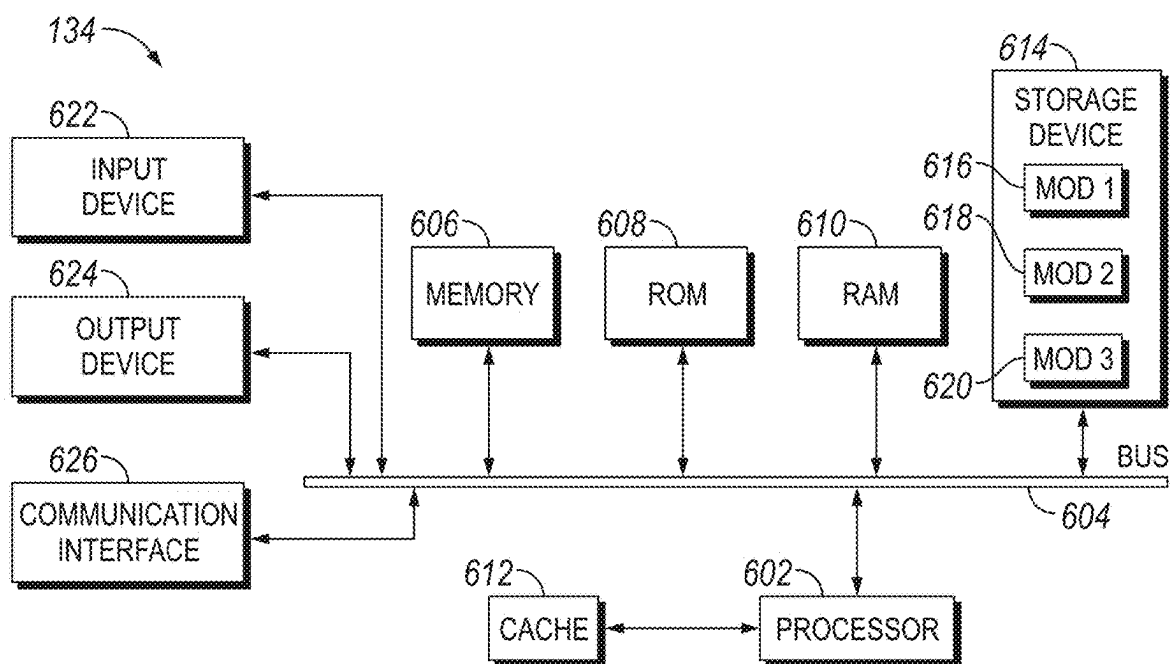 134
622
INPUT
DEVICE
624
OUTPUT
DEVICE
626
COMMUNICATION
INTERFACE
606
MEMORY
608
ROM
610
RAM
614
STORAGE
DEVICE
616
MOD 1
618
MOD 2
620
MOD 3
BUS
604
612
CACHE
602
PROCESSOR